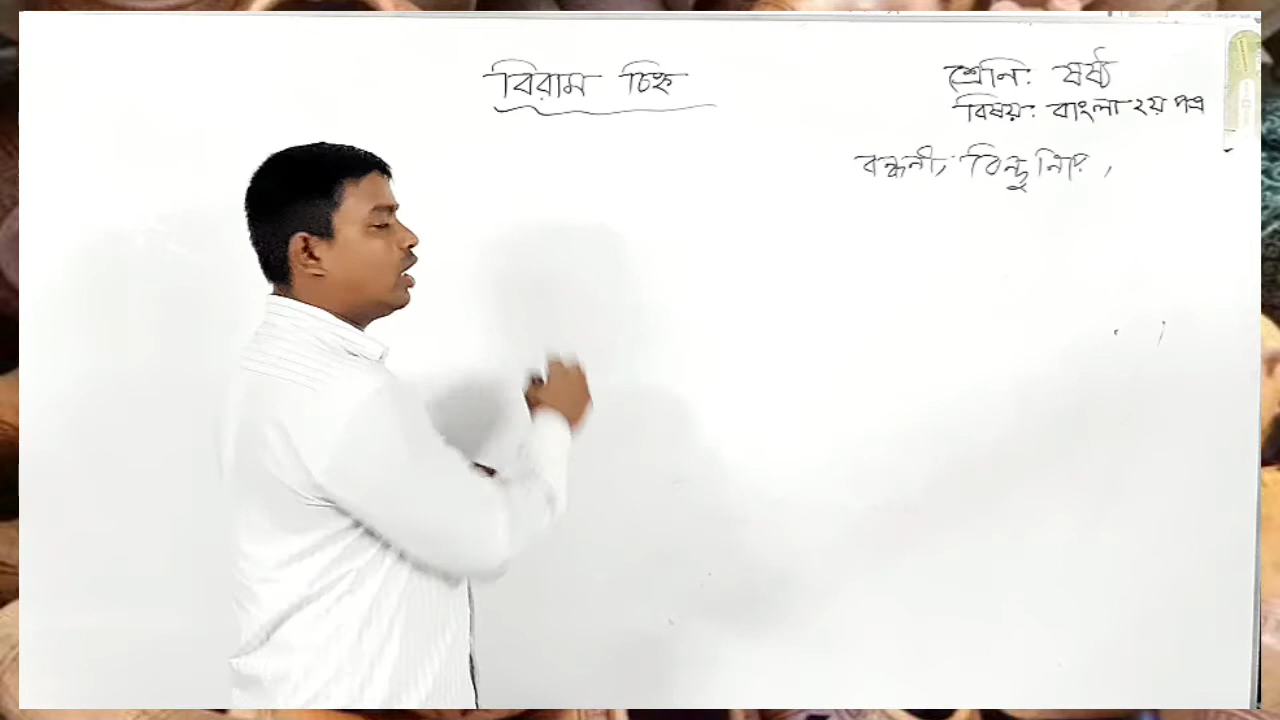 বিরাম চিহ্ন
শ্রেনি: ষষ্ঠ
বিষয়: বাংলা ২য় পত্র
বন্ধনী, বিন্দু